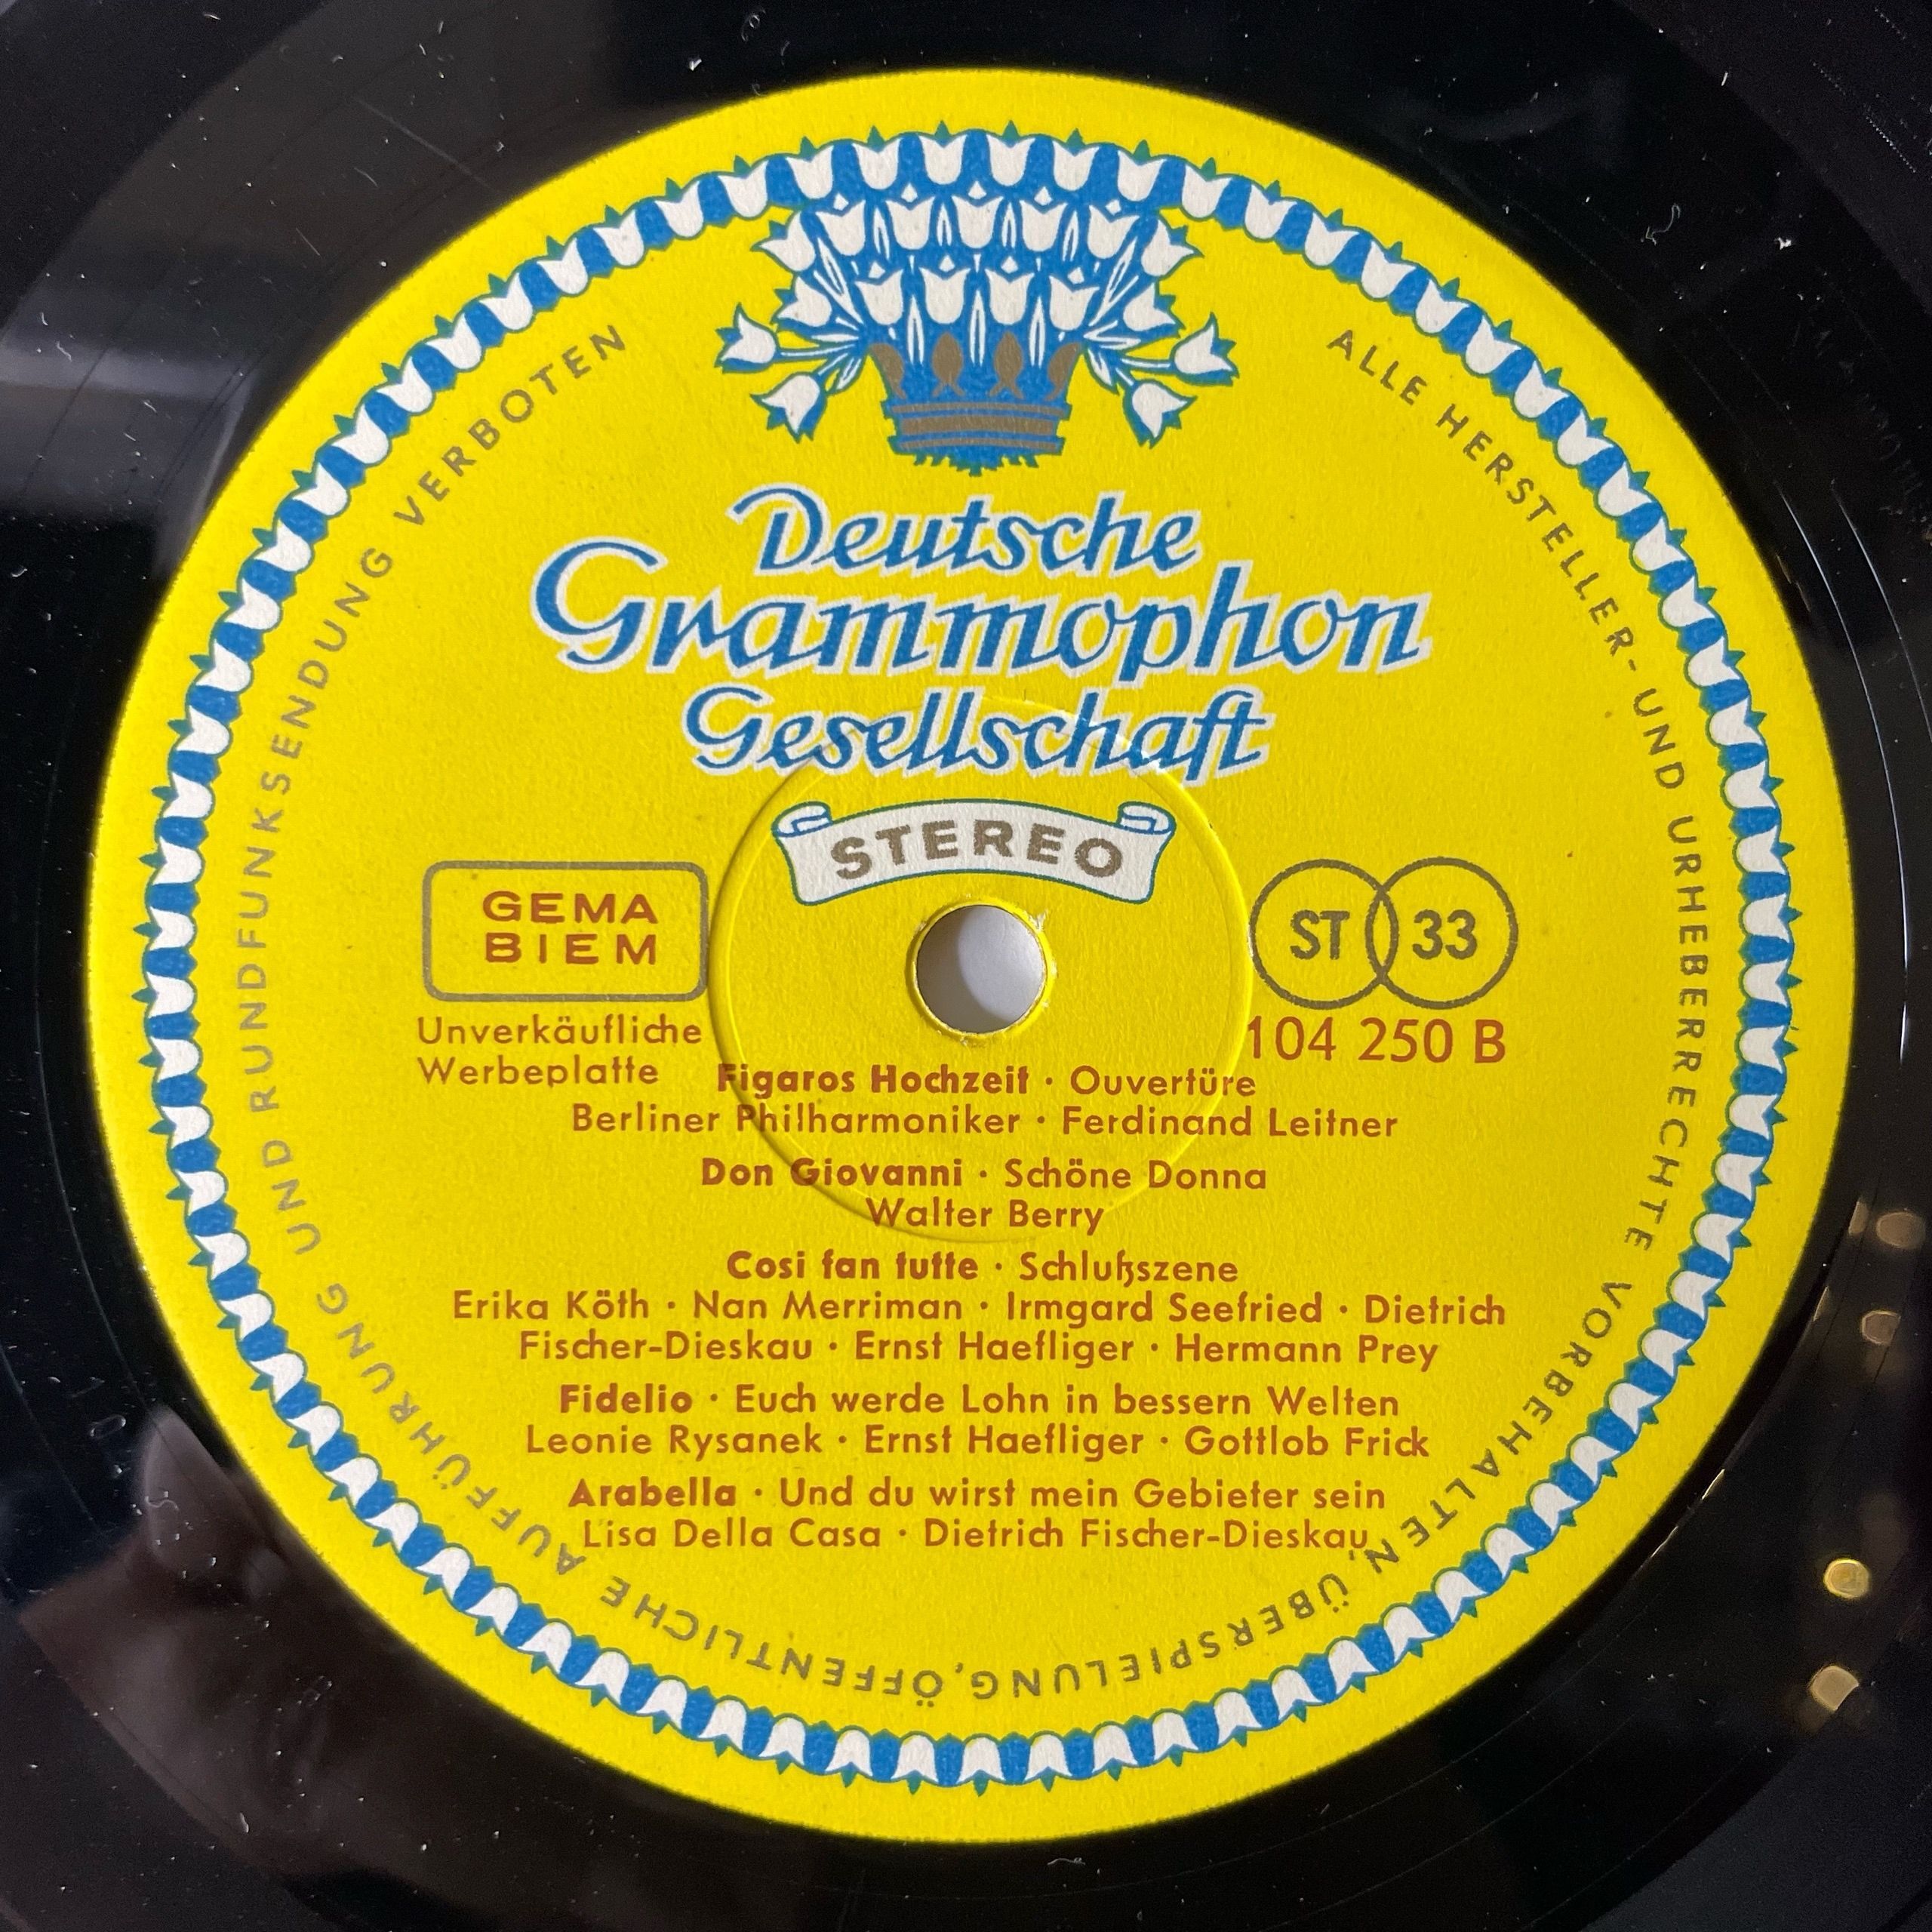 Deutsche
Grammophon
Gesellschaft
STEREO
GEMA
BIEM
ST 33
Unverkäufliche
Werbeplatte
104 250 B
Figaros Hochzeit · Ouvertüre
Berliner Philharmoniker · Ferdinand Leitner
Don Giovanni · Schöne Donna
Walter Berry
Cosi fan tutte · Schlußszene
Erika Köth · Nan Merriman · Irmgard Seefried · Dietrich
Fischer-Dieskau · Ernst Haefliger · Hermann Prey
Fidelio · Euch werde Lohn in bessern Welten
Leonie Rysanek · Ernst Haefliger · Gottlob Frick
Arabella · Und du wirst mein Gebieter sein
Lisa Della Casa · Dietrich Fischer-Dieskau
ALLE HERSTELLER- UND URHEBERRECHTE VORBEHALTEN, ÜBERSPIELUNG, ÖFFENTLICHE AUFFÜHRUNG UND RUNDFUNKSENDUNG VERBOTEN